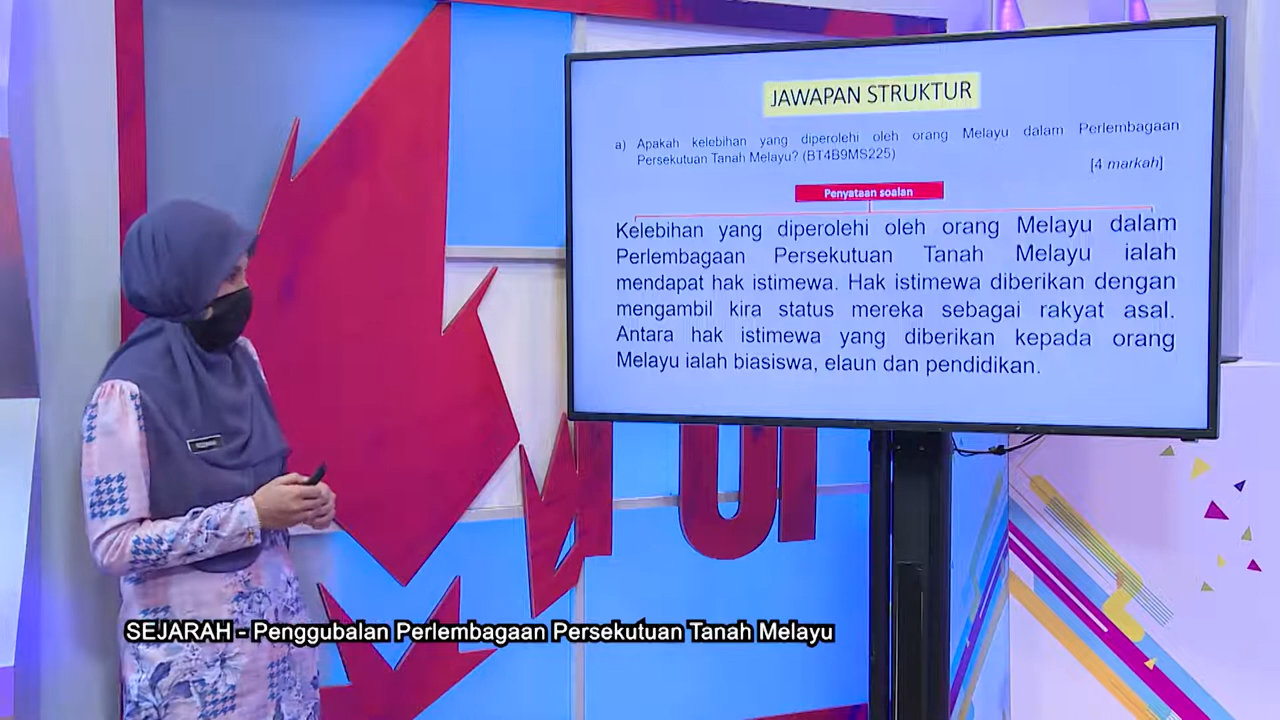 JAWAPAN STRUKTUR
a) Apakah kelebihan yang diperolehi oleh orang Melayu dalam Perlembagaan
Persekutuan Tanah Melayu? (BT4B9MS225)
[4 markah]
Penyataan soalan
Kelebihan yang diperolehi oleh orang Melayu dalam
Perlembagaan Persekutuan Tanah Melayu ialah
mendapat hak istimewa. Hak istimewa diberikan dengan
mengambil kira status mereka sebagai rakyat asal.
Antara hak istimewa yang diberikan kepada orang
Melayu ialah biasiswa, elaun dan pendidikan.
SEJARAH - Penggubalan Perlembagaan Persekutuan Tanah Melayu